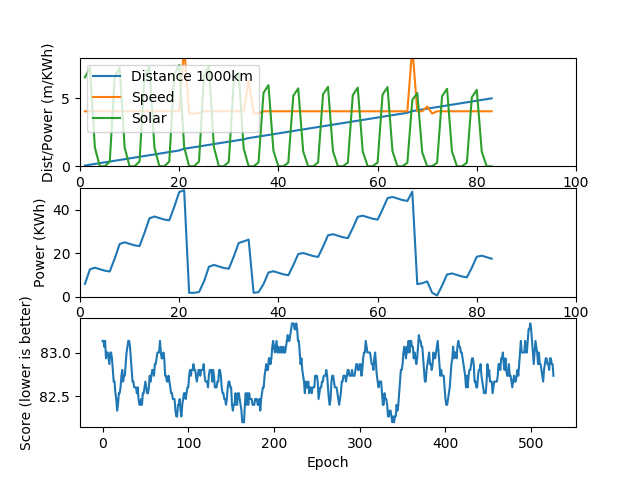 Dist/Power (m/KWh)
5
0
Distance 1000km
Speed
Solar
0 20 40 60 80 100
Power (KWh)
40
20
0
0 20 40 60 80 100
Score (lower is better)
83.0
82.5
0 100 200 300 400 500
Epoch